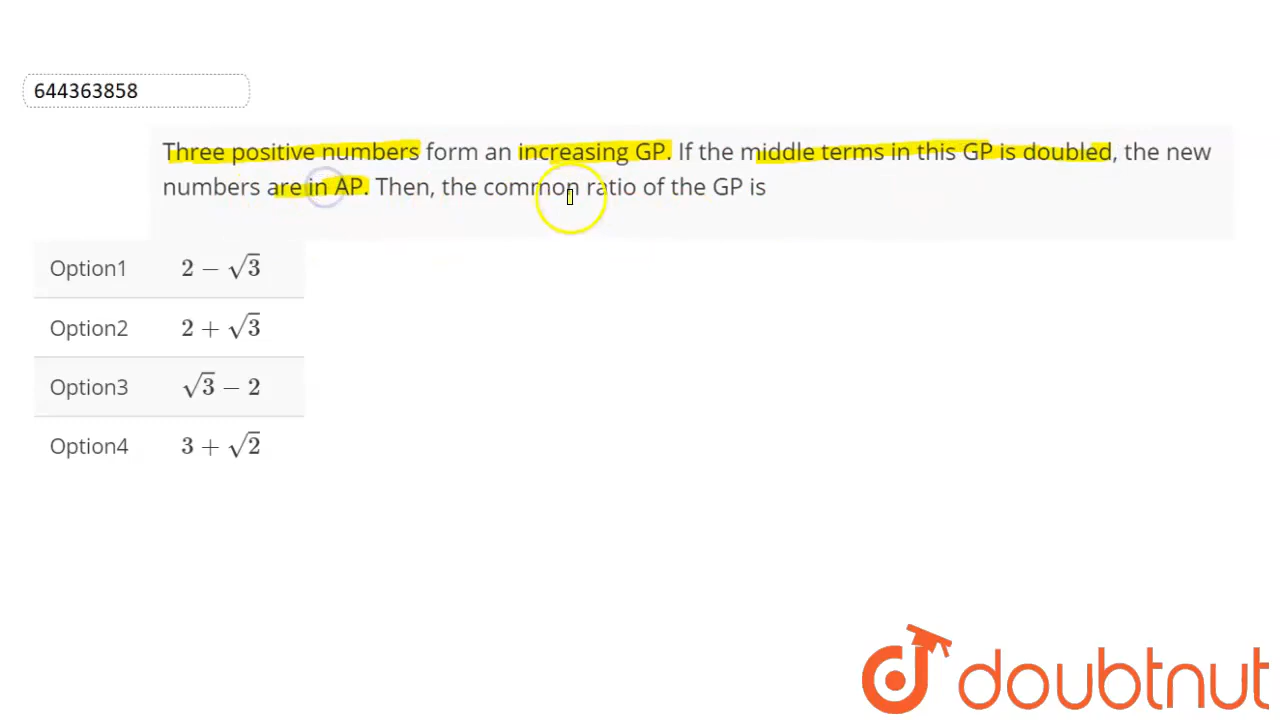 644363858
Three positive numbers form an increasing GP. If the middle terms in this GP is doubled, the new
numbers are in AP. Then, the common ratio of the GP is
Option1 2 − √3
Option2 2 + √3
Option3 √3 − 2
Option4 3 + √2
doubtnut